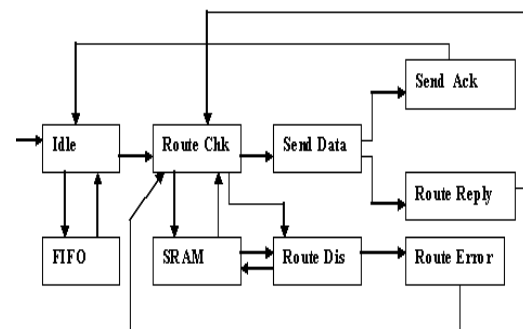 Send Ack
Idle
Route Chk
Send Data
Route Reply
FIFO
SRAM
Route Dis
Route Error